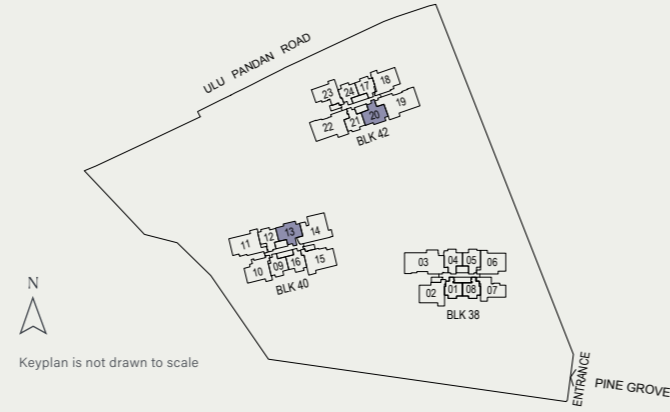 ULU PANDAN ROAD
23 24 17 18
22 21 20 19
BLK 42
11 12 13 14
10 09 16 15
BLK 40
03 04 05 06
02 01 08 07
BLK 38
N
Keyplan is not drawn to scale
ENTRANCE
PINE GROVE